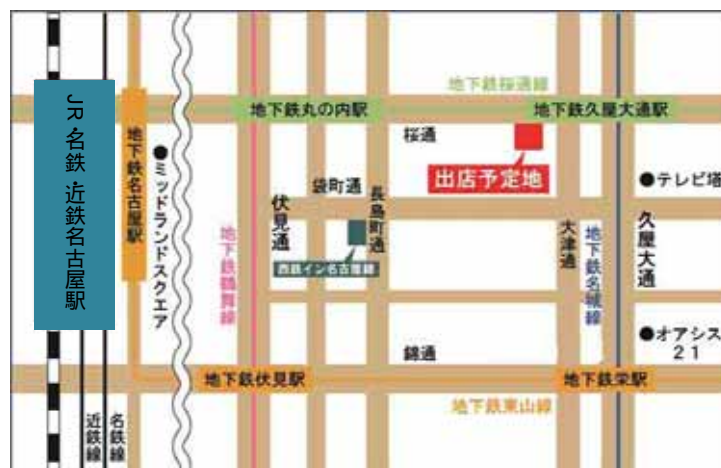 地下鉄桜通線
地下鉄丸の内駅
地下鉄久屋大通駅
桜通
出店予定地
JR・名鉄・近鉄名古屋駅
地下鉄名古屋駅
●ミッドランドスクエア
袋町通
●テレビ塔
地下鉄鶴舞線
伏見通
長島町通
西鉄イン名古屋錦
大津通
地下鉄名城線
久屋大通
●オアシス
21
錦通
地下鉄伏見駅
地下鉄栄駅
地下鉄東山線
近鉄線
名鉄線